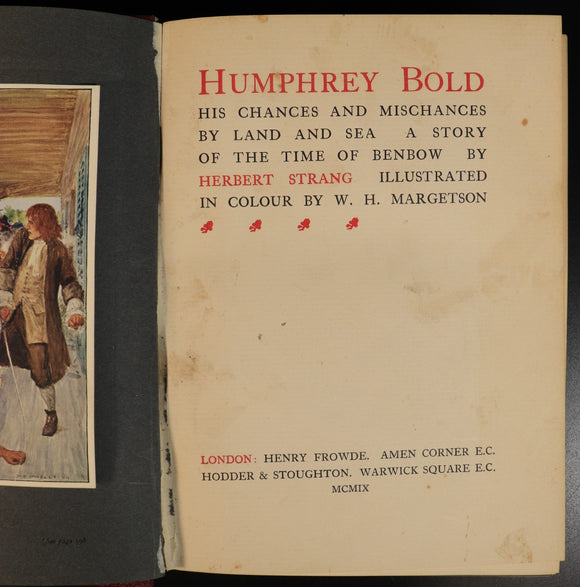 HUMPHREY BOLD
HIS CHANCES AND MISCHANCES
BY LAND AND SEA A STORY
OF THE TIME OF BENBOW BY
HERBERT STRANG ILLUSTRATED
IN COLOUR BY W. H. MARGETSON
LONDON: HENRY FROWDE. AMEN CORNER E.C.
HODDER & STOUGHTON. WARWICK SQUARE E.C.
MCMIX